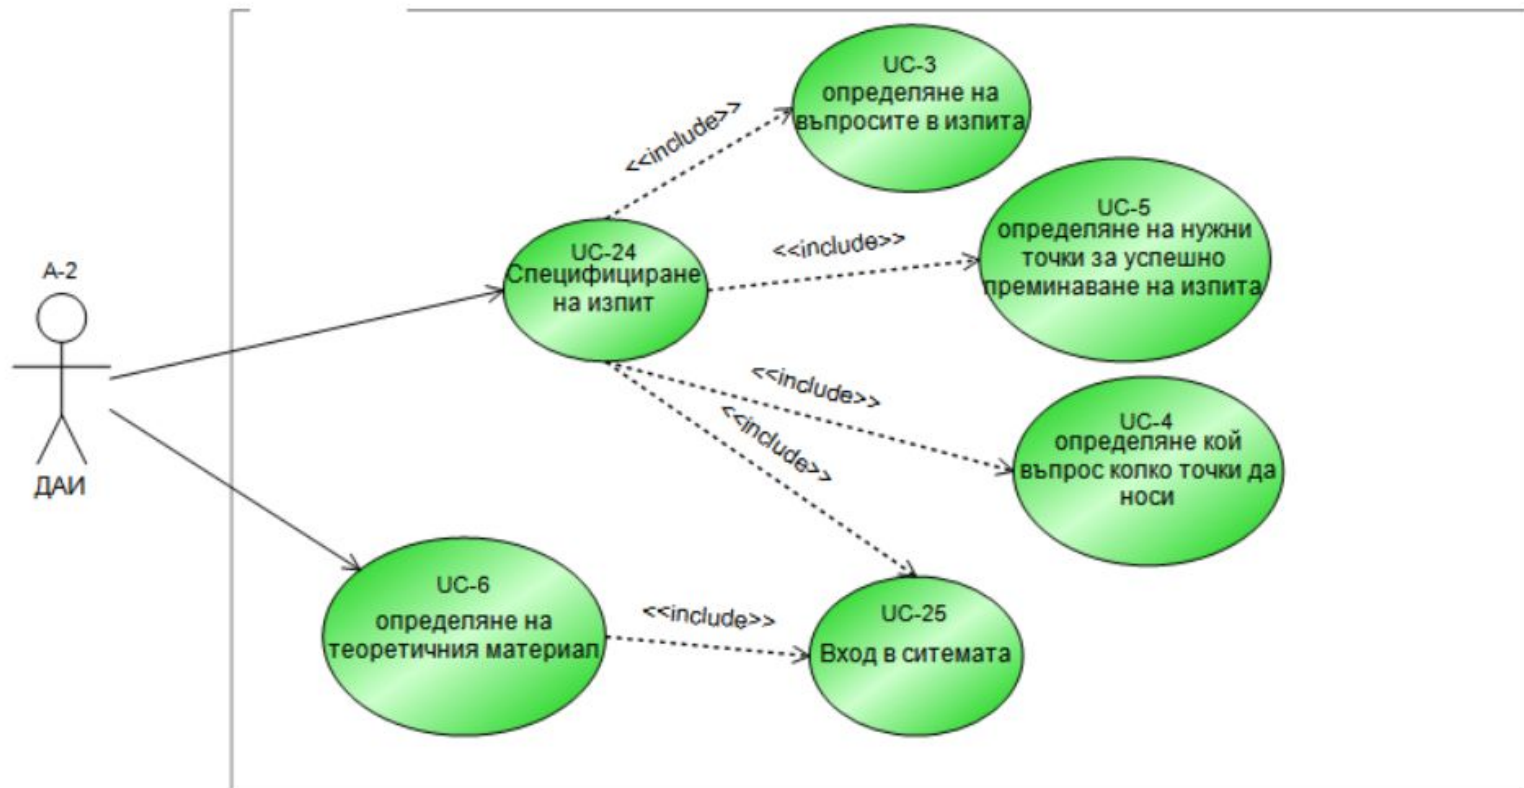 UC-3
определяне на
въпросите в изпита
<<include>>
UC-5
определяне на нужни
точки за успешно
преминаване на изпита
<<include>>
UC-24
Специфициране
на изпит
A-2
ДАИ
<<include>>
UC-4
определяне кой
въпрос колко точки да
носи
<<include>>
UC-6
определяне на
теоретичния материал
<<include>>
UC-25
Вход в ситемата